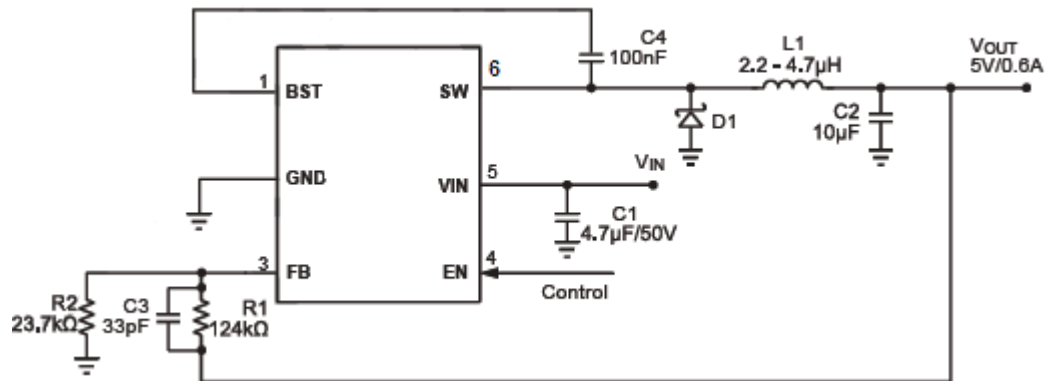 C4
100nF
L1
2.2 - 4.7µH
VOUT
5V/0.6A
1
BST
SW
6
D1
C2
10µF
GND
VIN
5
VIN
C1
4.7µF/50V
3
FB
EN
4
Control
R2
23.7kΩ
C3
33pF
R1
124kΩ